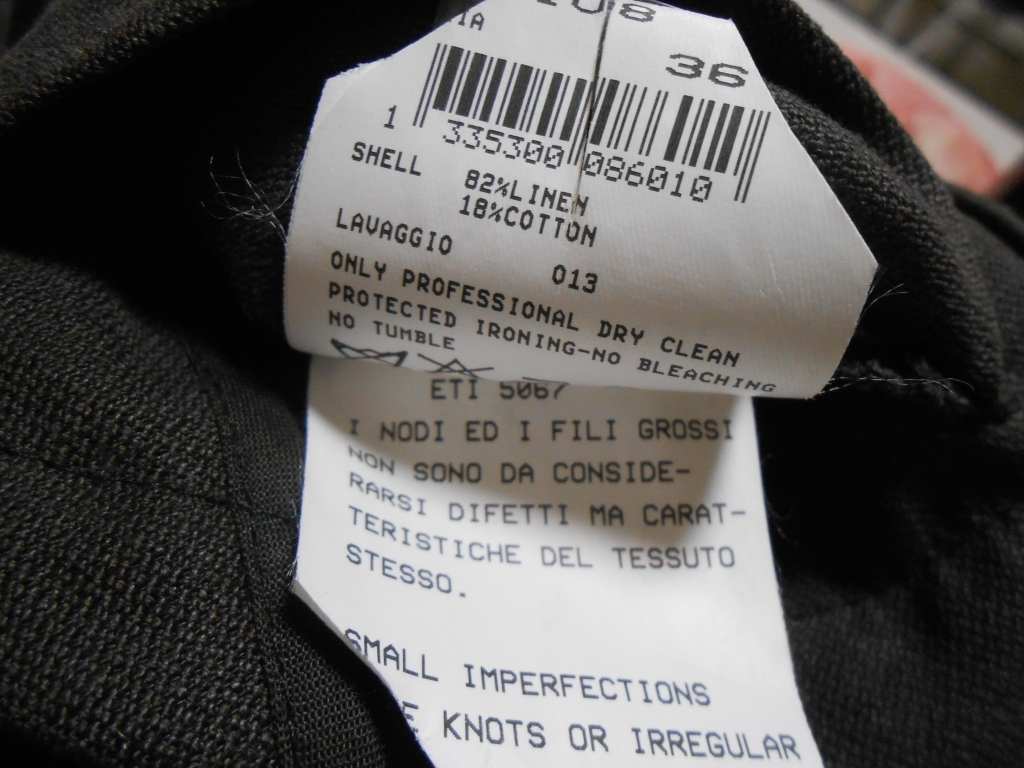 IA
36
1 335300 086010
SHELL 82%LINEN
18%COTTON
LAVAGGIO 013
ONLY PROFESSIONAL DRY CLEAN
PROTECTED IRONING-NO BLEACHING
NO TUMBLE
ETI 5067
I NODI ED I FILI GROSSI
NON SONO DA CONSIDE-
RARSI DIFETTI MA CARAT-
TERISTICHE DEL TESSUTO
STESSO.
SMALL IMPERFECTIONS
KNOTS OR IRREGULAR